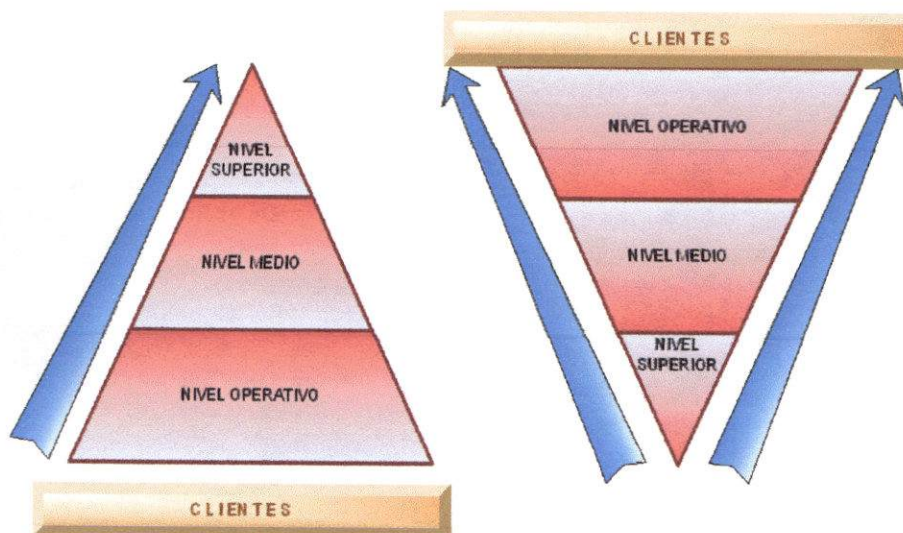 NIVEL
SUPERIOR
NIVEL MEDIO
NIVEL OPERATIVO
CLIENTES
CLIENTES
NIVEL OPERATIVO
NIVEL MEDIO
NIVEL
SUPERIOR